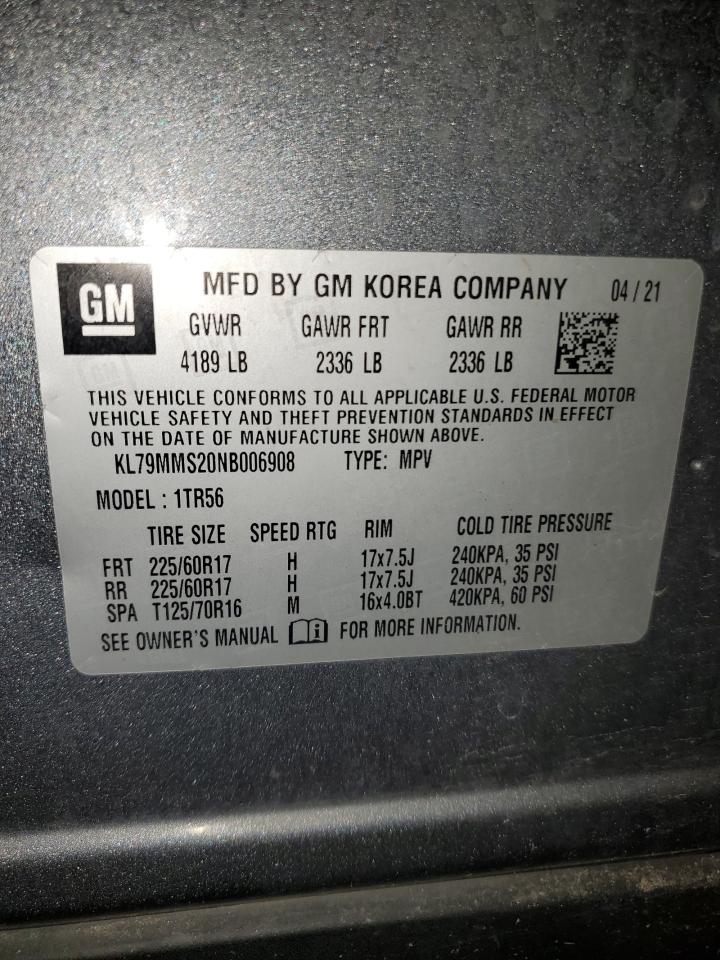 GM
MFD BY GM KOREA COMPANY 04/21
GVWR GAWR FRT GAWR RR
4189 LB 2336 LB 2336 LB
THIS VEHICLE CONFORMS TO ALL APPLICABLE U.S. FEDERAL MOTOR
VEHICLE SAFETY AND THEFT PREVENTION STANDARDS IN EFFECT
ON THE DATE OF MANUFACTURE SHOWN ABOVE.
KL79MMS20NB006908 TYPE: MPV
MODEL : 1TR56
TIRE SIZE SPEED RTG RIM COLD TIRE PRESSURE
FRT 225/60R17 H 17x7.5J 240KPA, 35 PSI
RR 225/60R17 H 17x7.5J 240KPA, 35 PSI
SPA T125/70R16 M 16x4.0BT 420KPA, 60 PSI
SEE OWNER'S MANUAL i FOR MORE INFORMATION.